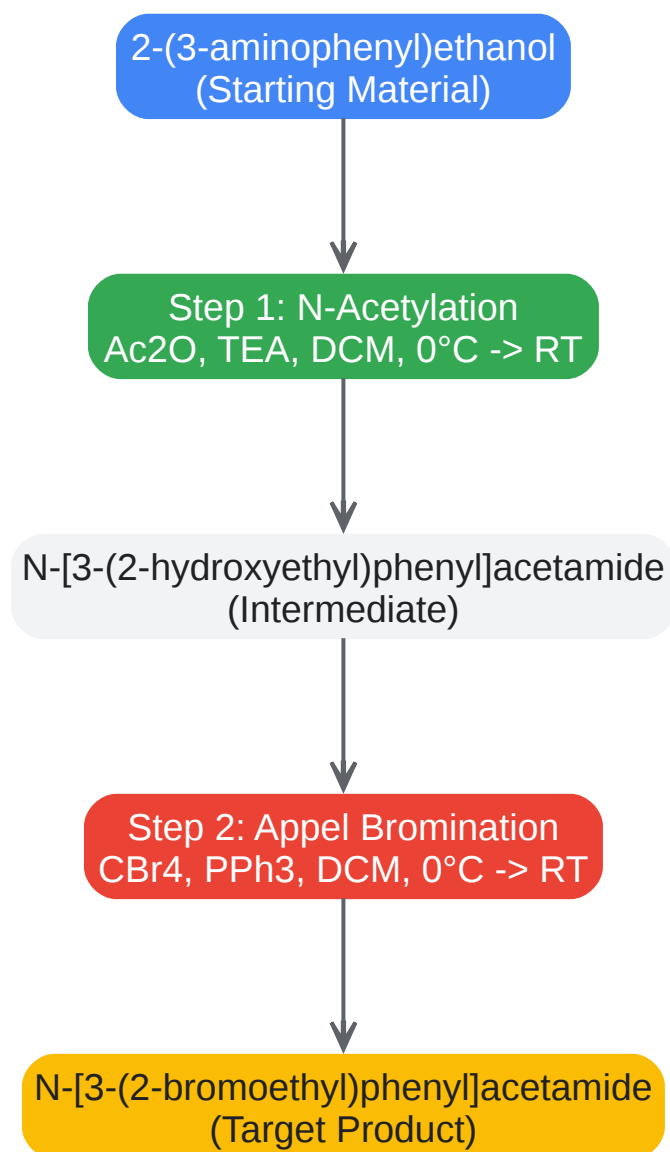 2-(3-aminophenyl)ethanol
(Starting Material)
Step 1: N-Acetylation
Ac2O, TEA, DCM, 0°C -> RT
N-[3-(2-hydroxyethyl)phenyl]acetamide
(Intermediate)
Step 2: Appel Bromination
CBr4, PPh3, DCM, 0°C -> RT
N-[3-(2-bromoethyl)phenyl]acetamide
(Target Product)